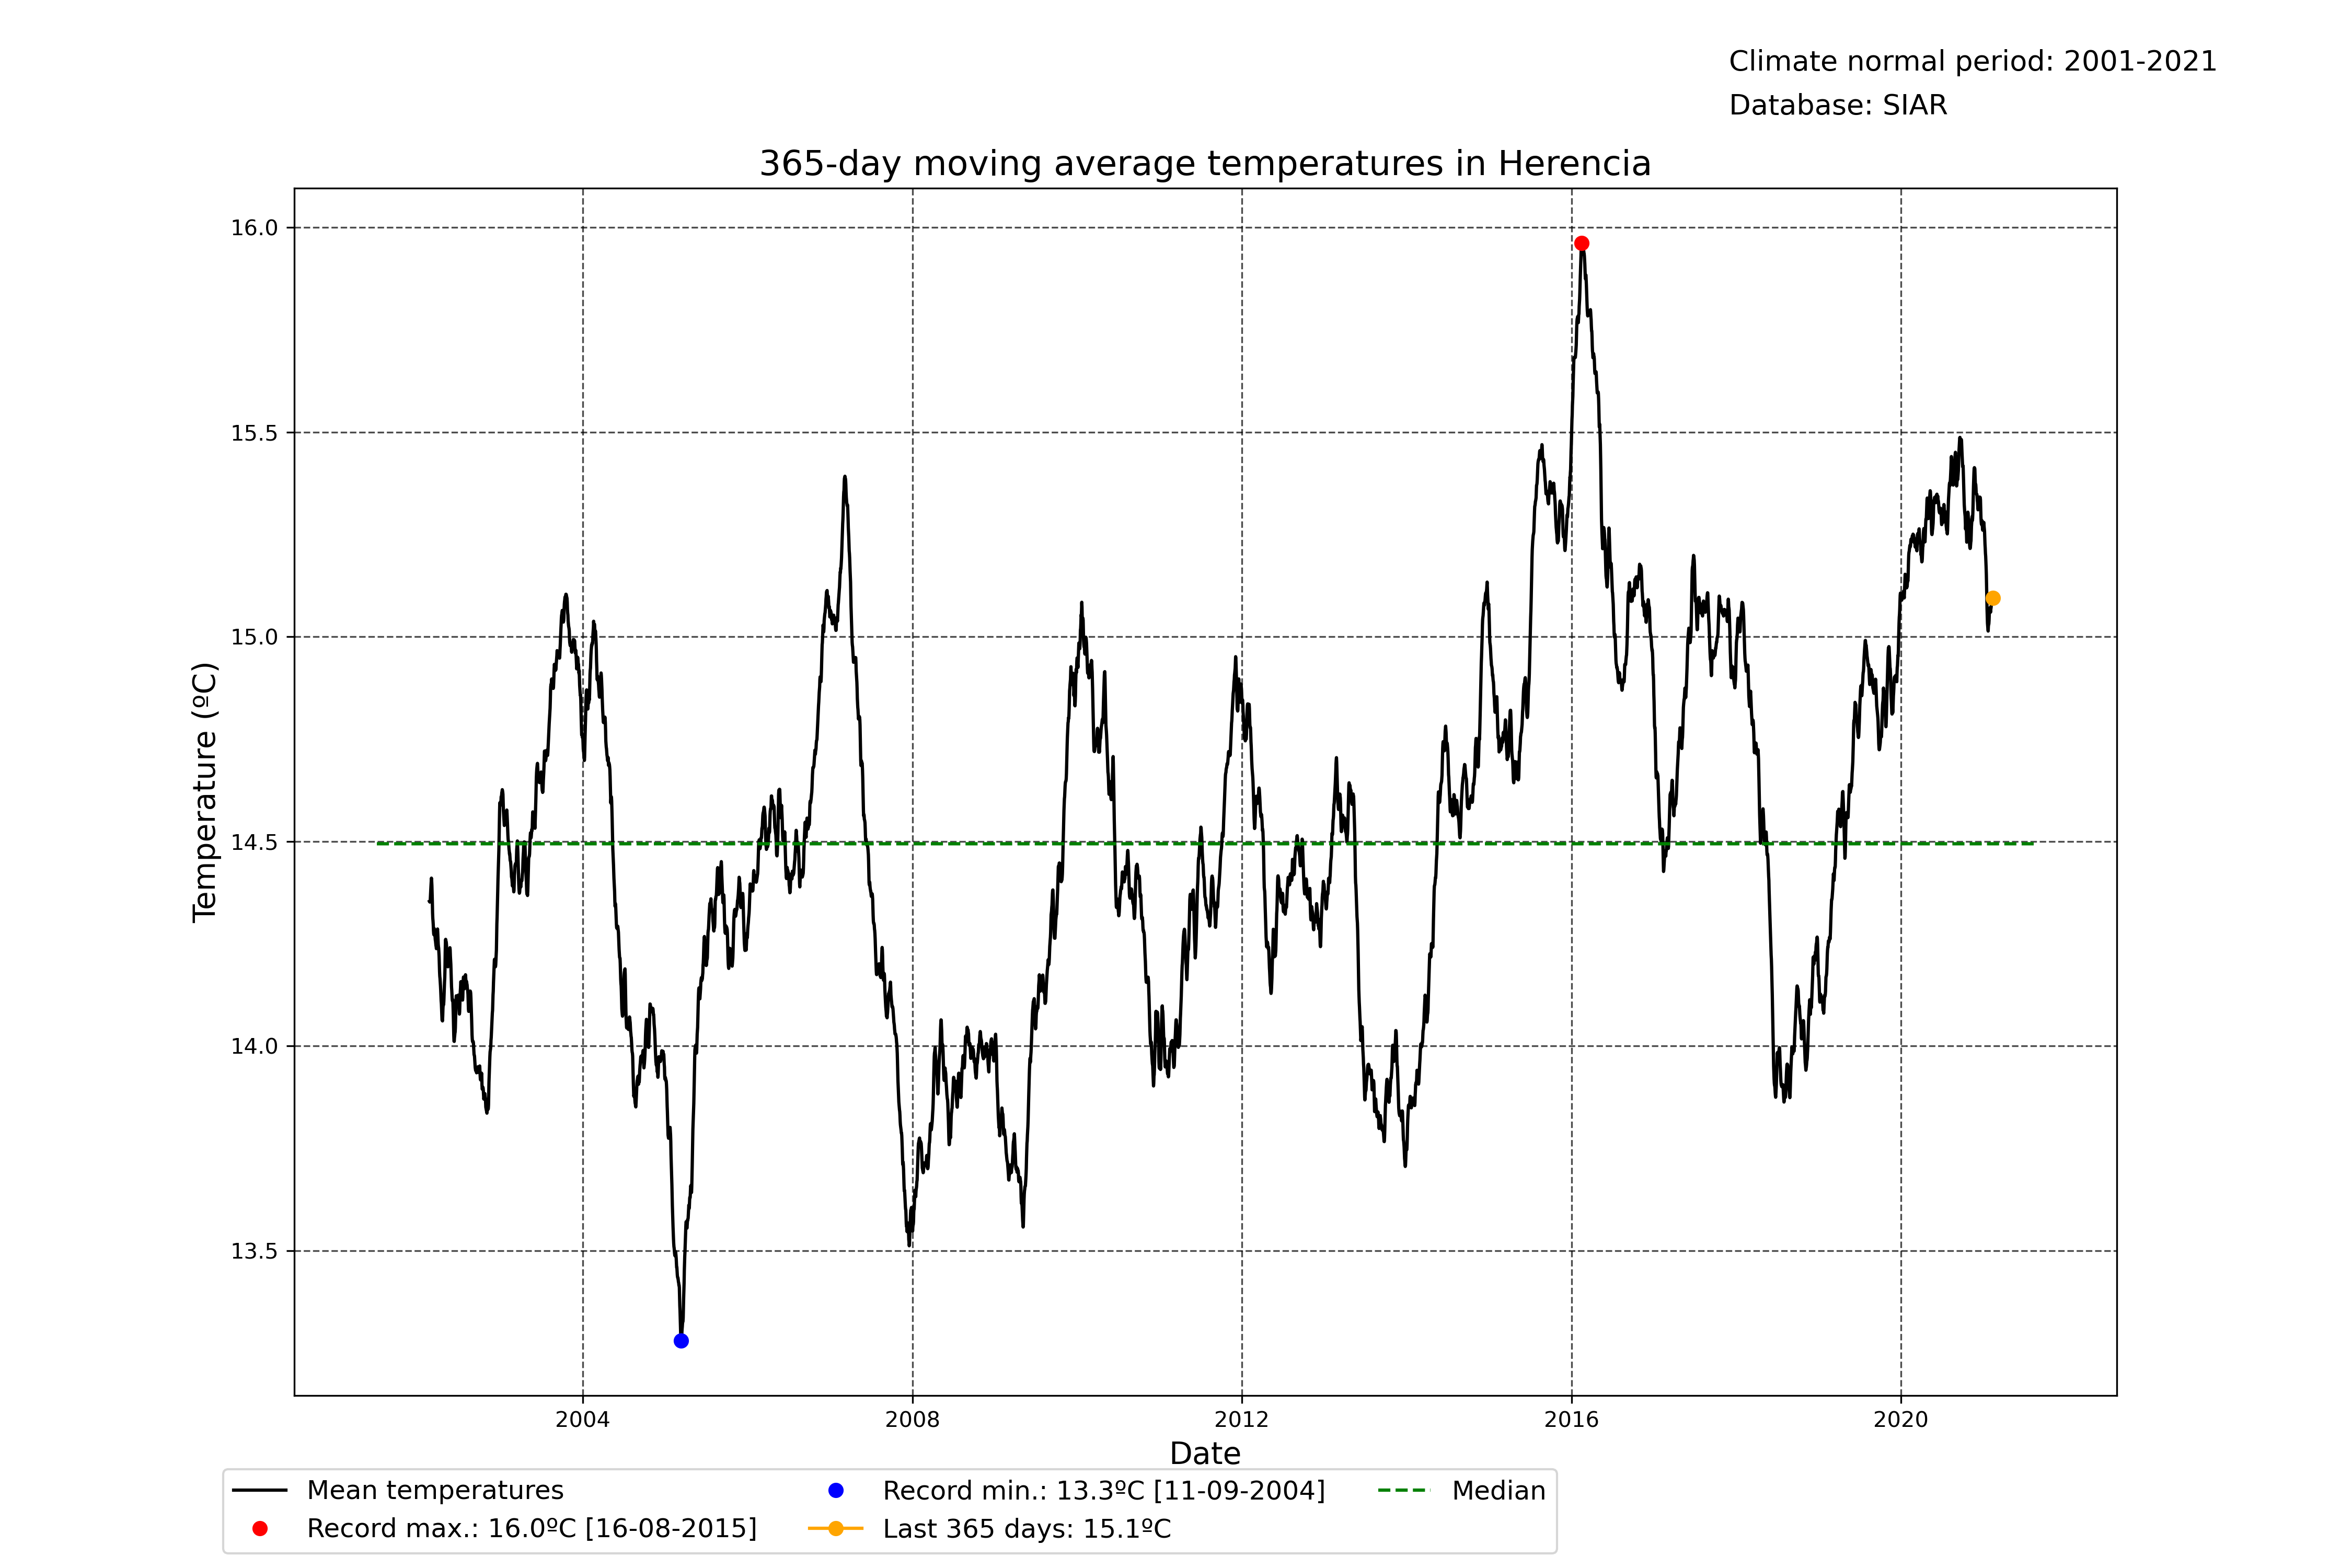 Climate normal period: 2001-2021
Database: SIAR
365-day moving average temperatures in Herencia
16.0
15.5
15.0
14.5
14.0
13.5
Temperature (ºC)
2004 2008 2012 2016 2020
Date
Mean temperatures
Record max.: 16.0ºC [16-08-2015]
Record min.: 13.3ºC [11-09-2004]
Last 365 days: 15.1ºC
Median